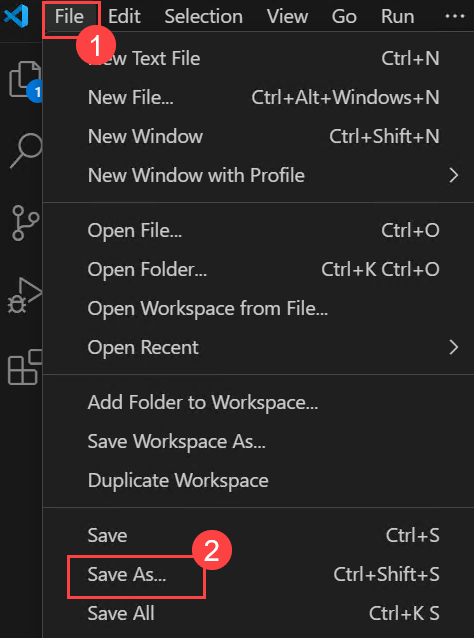 File Edit Selection View Go Run ...
1
New Text File Ctrl+N
1
New File... Ctrl+Alt+Windows+N
New Window Ctrl+Shift+N
New Window with Profile
Open File... Ctrl+O
Open Folder... Ctrl+K Ctrl+O
Open Workspace from File...
Open Recent
Add Folder to Workspace...
Save Workspace As...
Duplicate Workspace
Save Ctrl+S
2
Save As... Ctrl+Shift+S
Save All Ctrl+K S